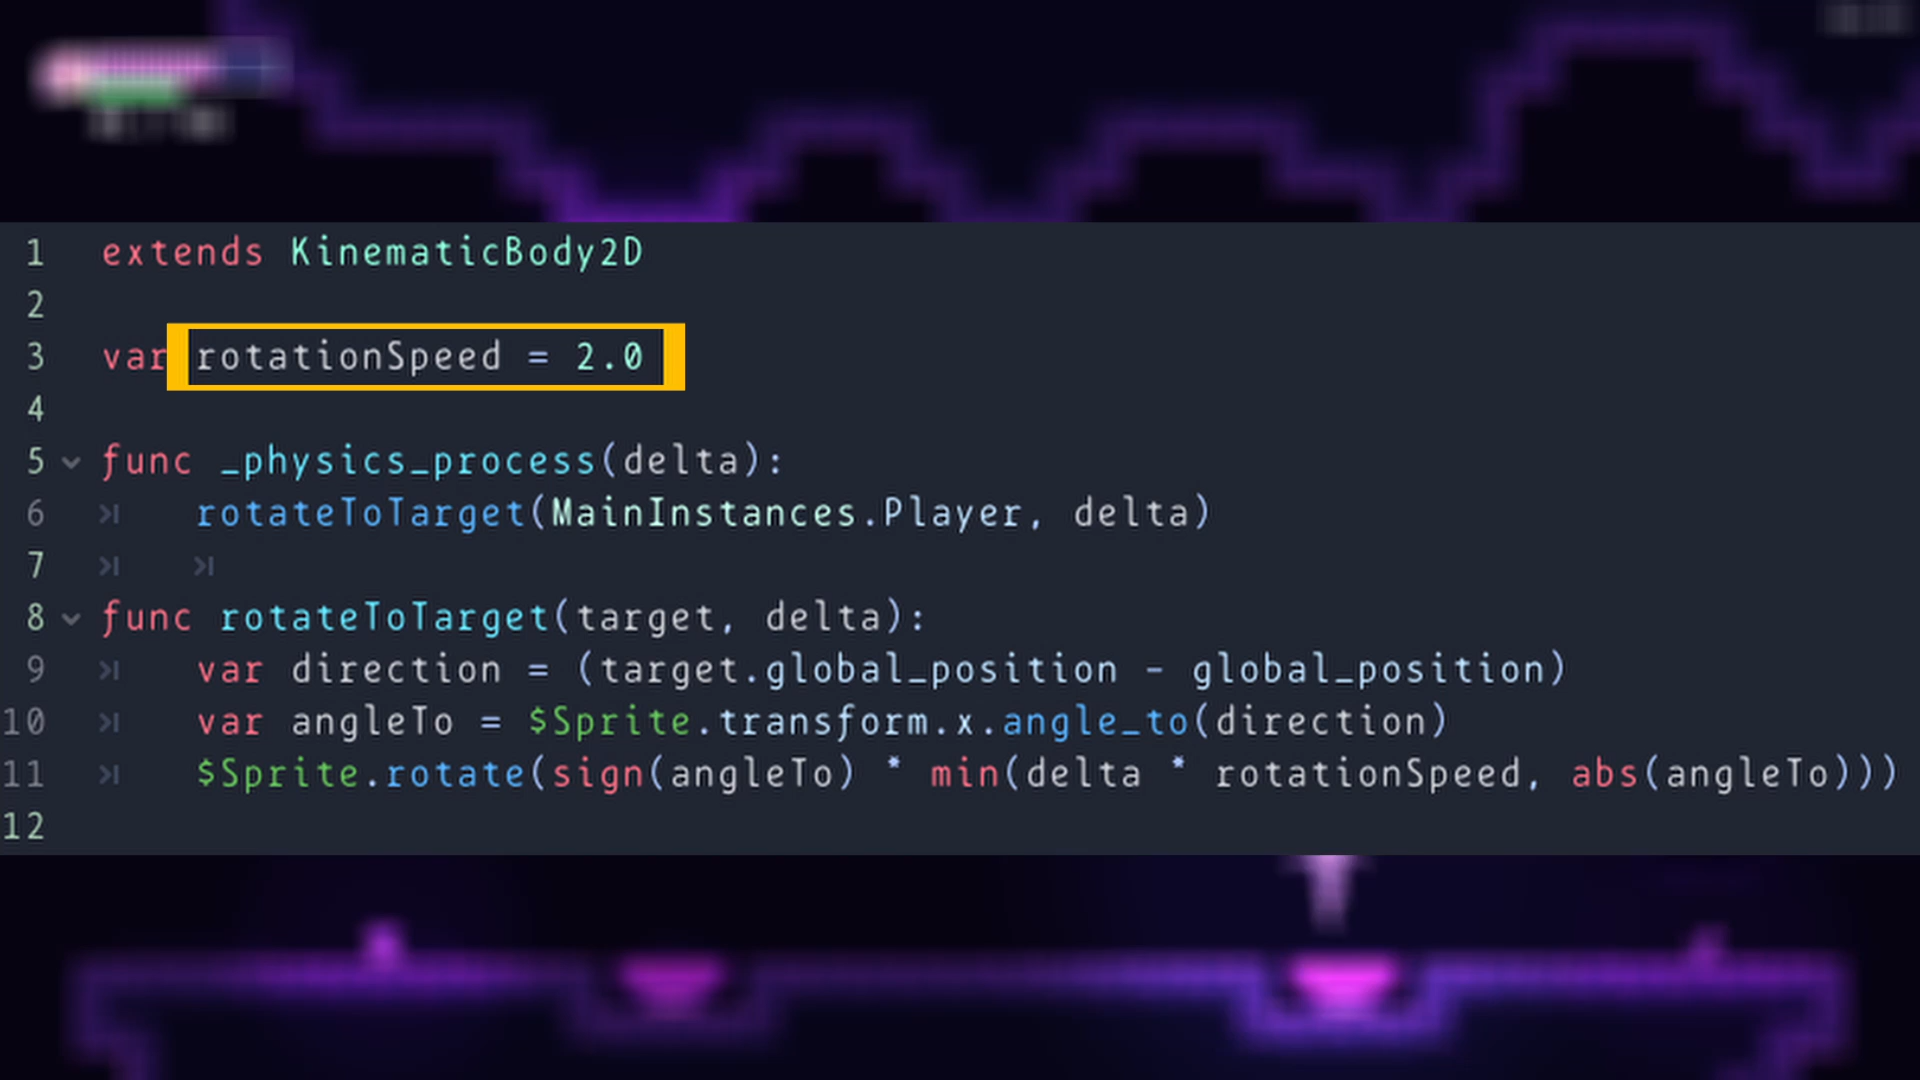 1 extends KinematicBody2D
2
3 var rotationSpeed = 2.0
4
5 func _physics_process(delta):
6 rotateToTarget(MainInstances.Player, delta)
7
8 func rotateToTarget(target, delta):
9 var direction = (target.global_position - global_position)
10 var angleTo = $Sprite.transform.x.angle_to(direction)
11 $Sprite.rotate(sign(angleTo) * min(delta * rotationSpeed, abs(angleTo)))
12